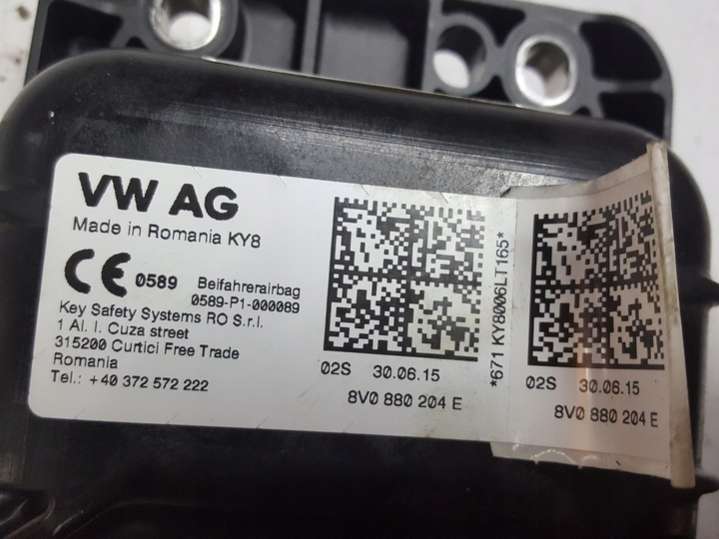 VW AG
Made in Romania KY8
CE 0589 Beifahrerairbag
0589-P1-000089
Key Safety Systems RO S.r.l.
1 Al. I. Cuza street
315200 Curtici Free Trade
Romania
Tel.: +40 372 572 222
02S 30.06.15
8V0 880 204 E
*671 KY8006LT165*
02S 30.06.15
8V0 880 204 E